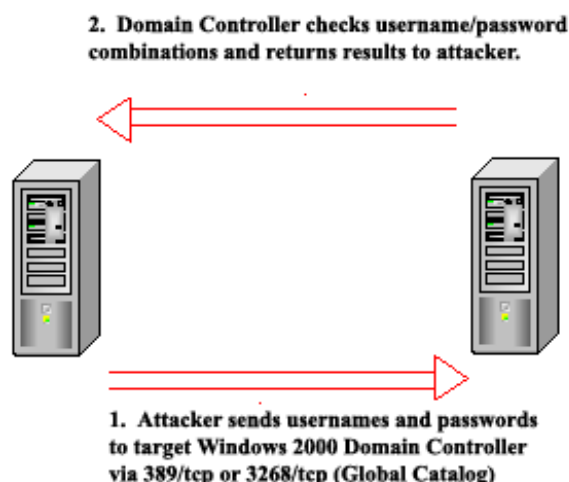 2. Domain Controller checks username/password
combinations and returns results to attacker.
1. Attacker sends usernames and passwords
to target Windows 2000 Domain Controller
via 389/tcp or 3268/tcp (Global Catalog)